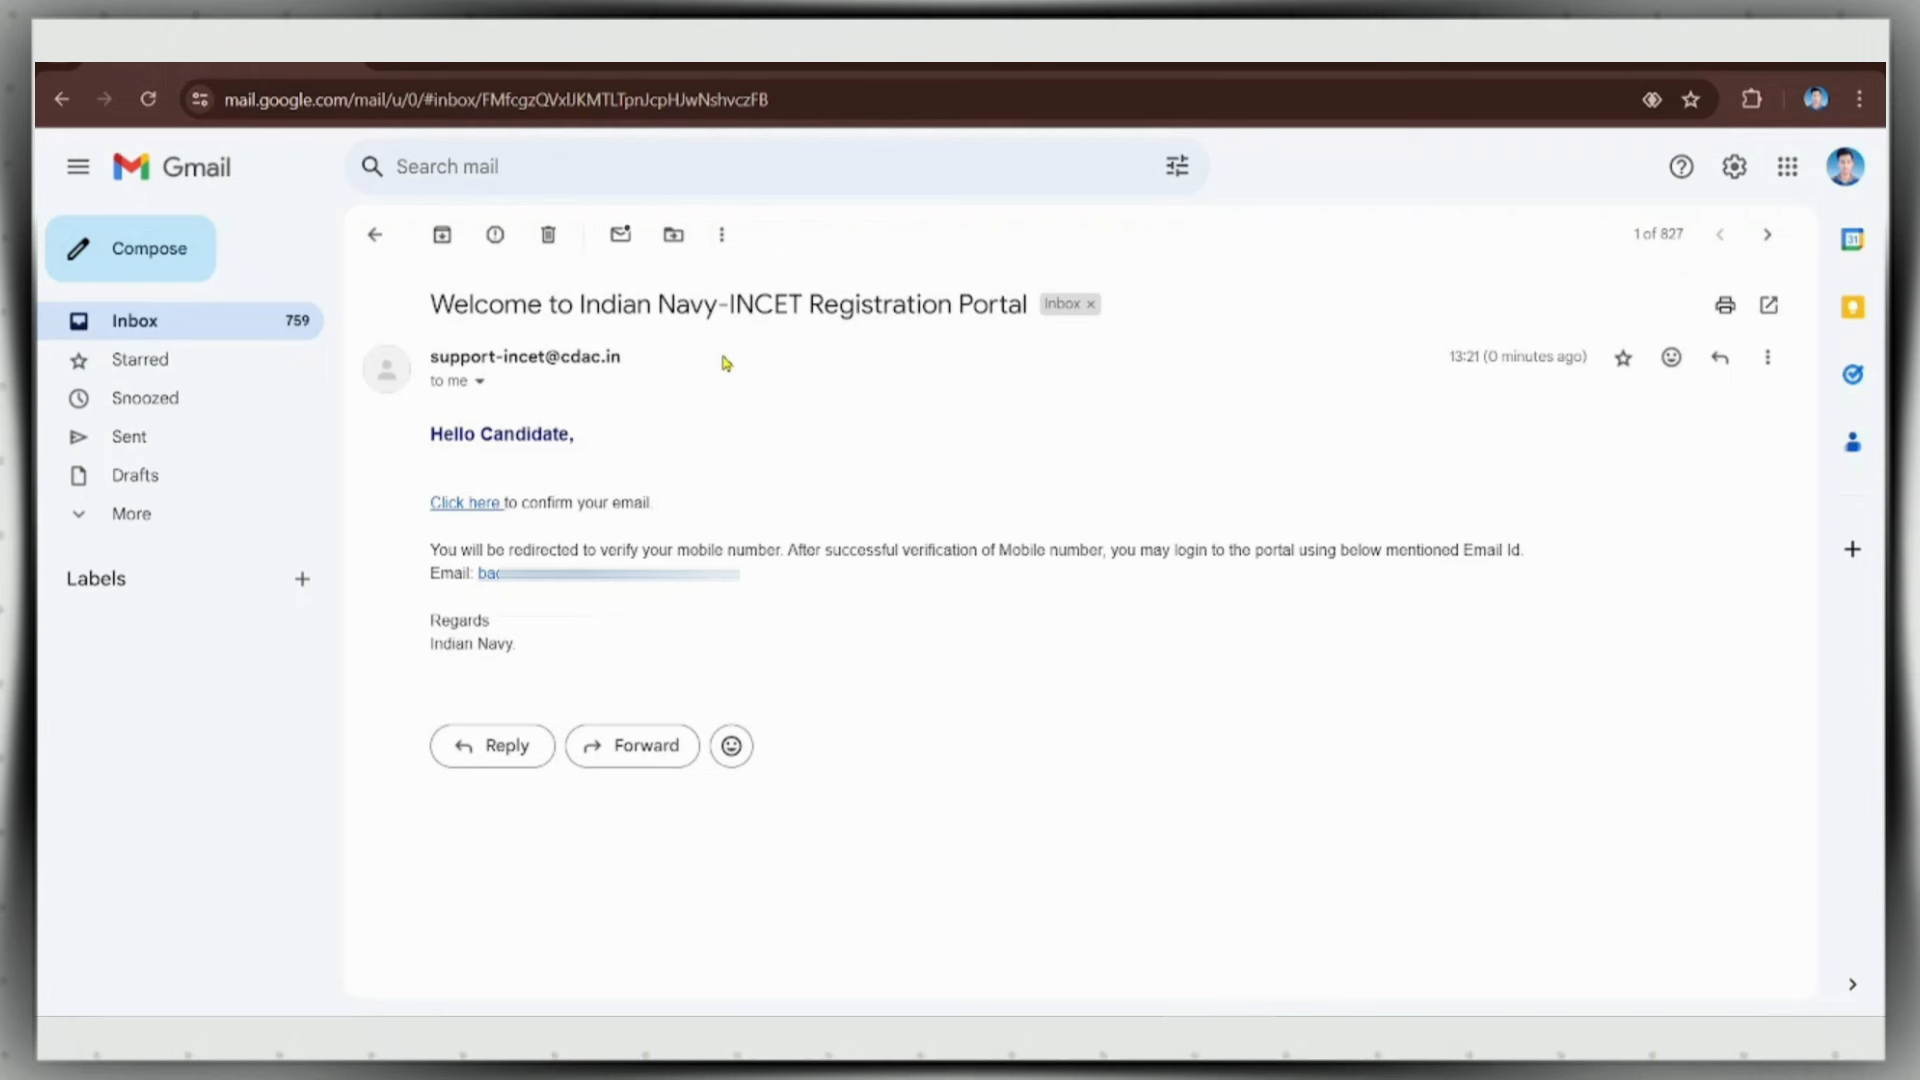 mail.google.com/mail/u/0/#inbox/FMfcgzQVxlJKMTLTpnJcpHJwNshvczFB
Gmail
Search mail
Compose
1 of 827
31
Welcome to Indian Navy-INCET Registration Portal Inbox ×
Inbox 759
support-incet@cdac.in
13:21 (0 minutes ago)
Starred
to me
Snoozed
Hello Candidate,
Sent
Drafts
Click here to confirm your email.
More
You will be redirected to verify your mobile number. After successful verification of Mobile number, you may login to the portal using below mentioned Email Id.
Email:
Labels
Regards
Indian Navy.
Reply
Forward